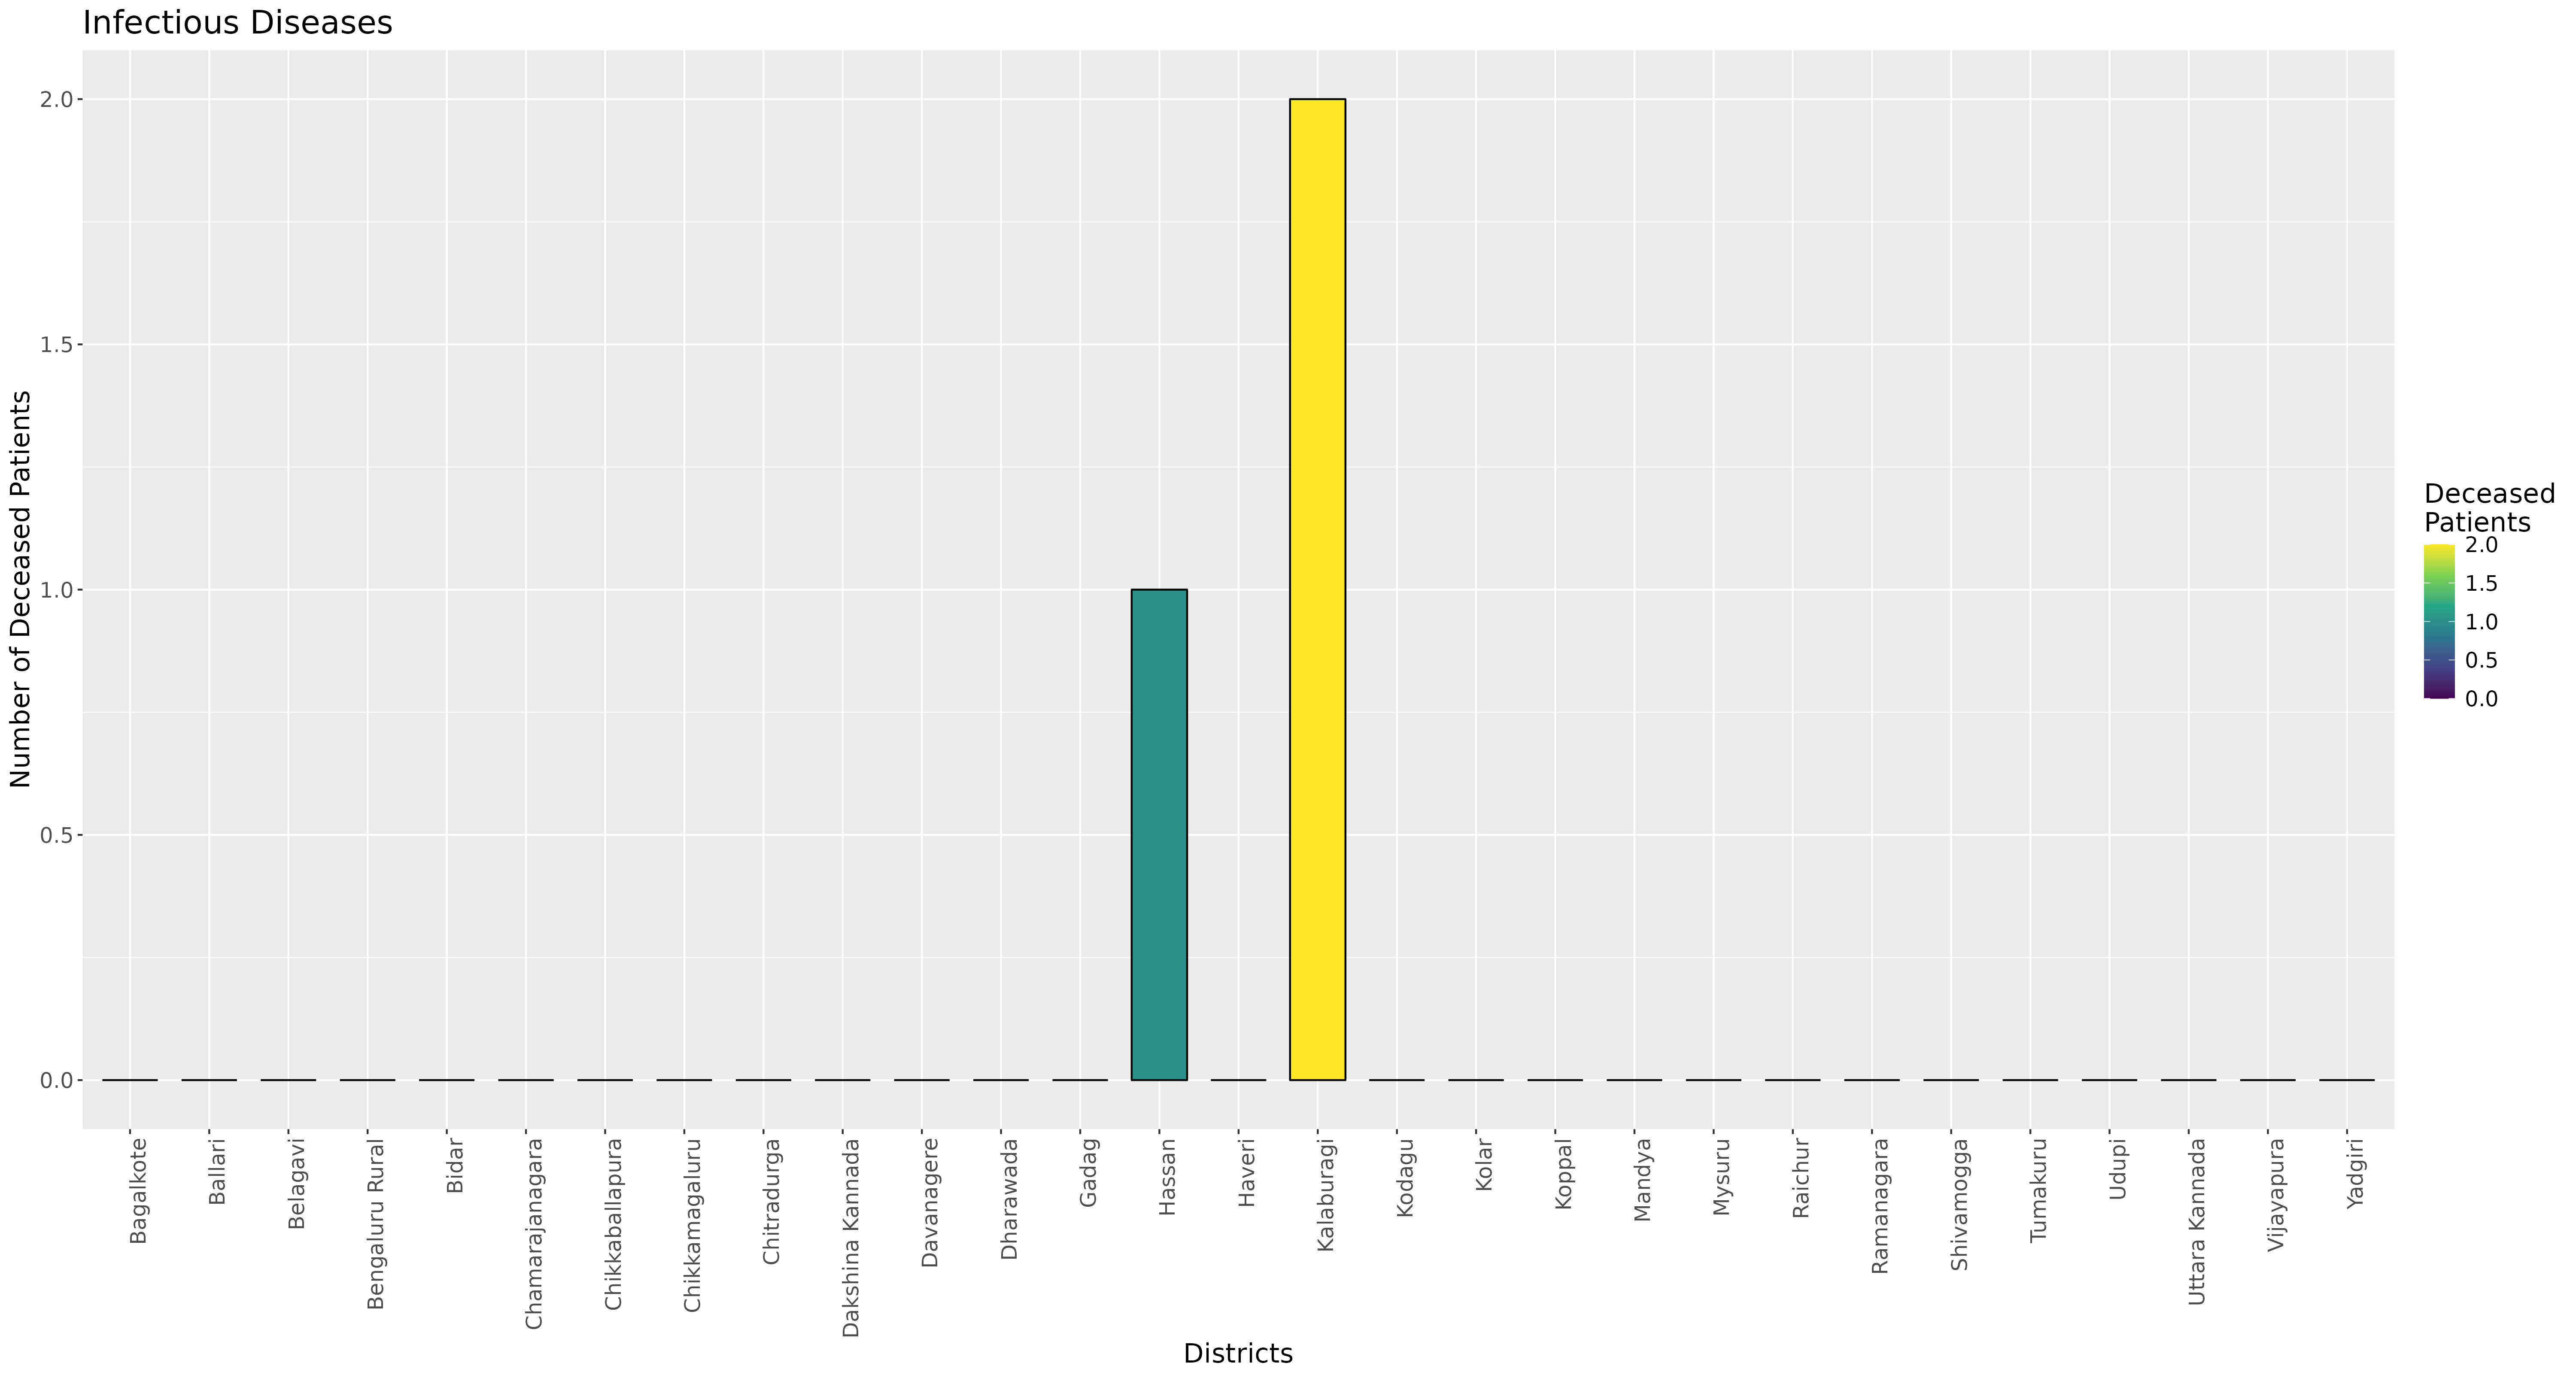 Infectious Diseases
Number of Deceased Patients
2.0
1.5
1.0
0.5
0.0
Bagalkote
Ballari
Belagavi
Bengaluru Rural
Bidar
Chamarajanagara
Chikkaballapura
Chikkamagaluru
Chitradurga
Dakshina Kannada
Davanagere
Dharawada
Gadag
Hassan
Haveri
Kalaburagi
Kodagu
Kolar
Koppal
Mandya
Mysuru
Raichur
Ramanagara
Shivamogga
Tumakuru
Udupi
Uttara Kannada
Vijayapura
Yadgiri
Districts
Deceased
Patients
2.0
1.5
1.0
0.5
0.0